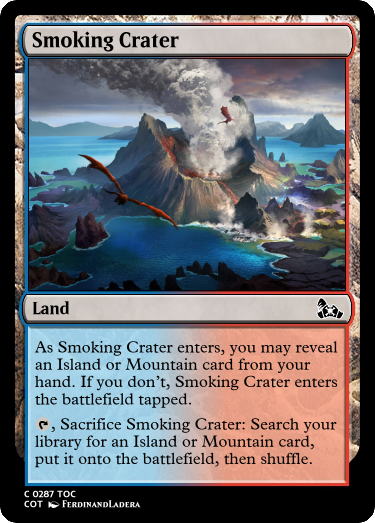 Smoking Crater
Land
As Smoking Crater enters, you may reveal
an Island or Mountain card from your
hand. If you don't, Smoking Crater enters
the battlefield tapped.
, Sacrifice Smoking Crater: Search your
library for an Island or Mountain card,
put it onto the battlefield, then shuffle.
C 0287 TOC
COT FerdinandLadera